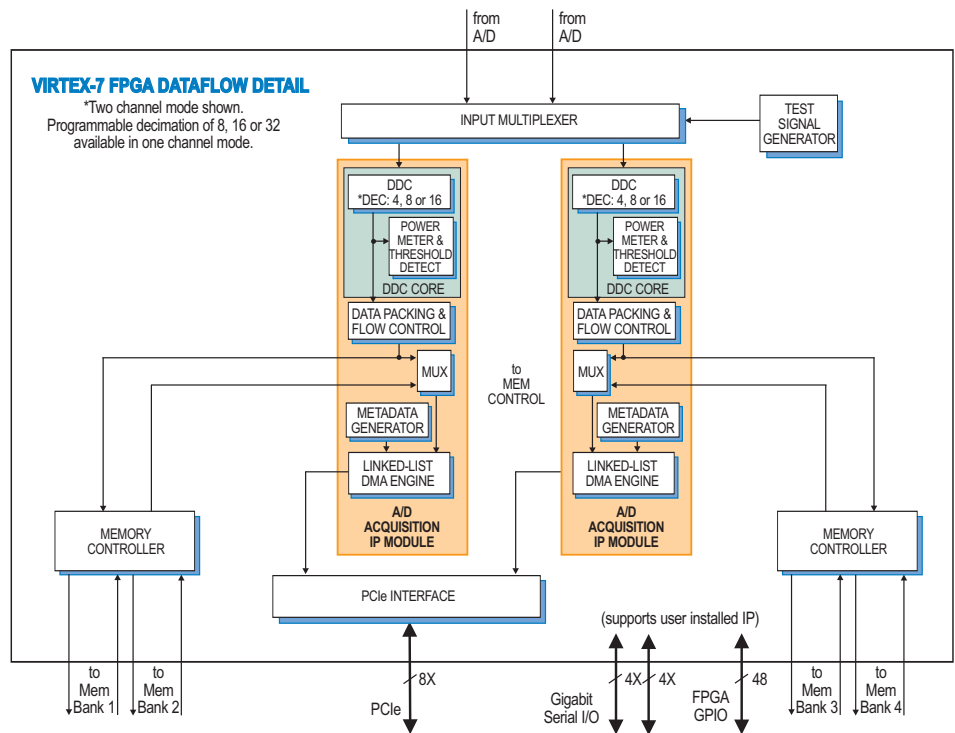 from
A/D
from
A/D
VIRTEX-7 FPGA DATAFLOW DETAIL
*Two channel mode shown.
Programmable decimation of 8, 16 or 32
available in one channel mode.
INPUT MULTIPLEXER
TEST
SIGNAL
GENERATOR
DDC
*DEC: 4, 8 or 16
POWER
METER &
THRESHOLD
DETECT
DDC CORE
DATA PACKING &
FLOW CONTROL
MUX
METADATA
GENERATOR
LINKED-LIST
DMA ENGINE
A/D
ACQUISITION
IP MODULE
to
MEM
CONTROL
DDC
*DEC: 4, 8 or 16
POWER
METER &
THRESHOLD
DETECT
DDC CORE
DATA PACKING &
FLOW CONTROL
MUX
METADATA
GENERATOR
LINKED-LIST
DMA ENGINE
A/D
ACQUISITION
IP MODULE
MEMORY
CONTROLLER
MEMORY
CONTROLLER
PCIe INTERFACE
(supports user installed IP)
to
Mem
Bank 1
to
Mem
Bank 2
8X
PCIe
4X
4X
Gigabit
Serial I/O
48
FPGA
GPIO
to
Mem
Bank 3
to
Mem
Bank 4